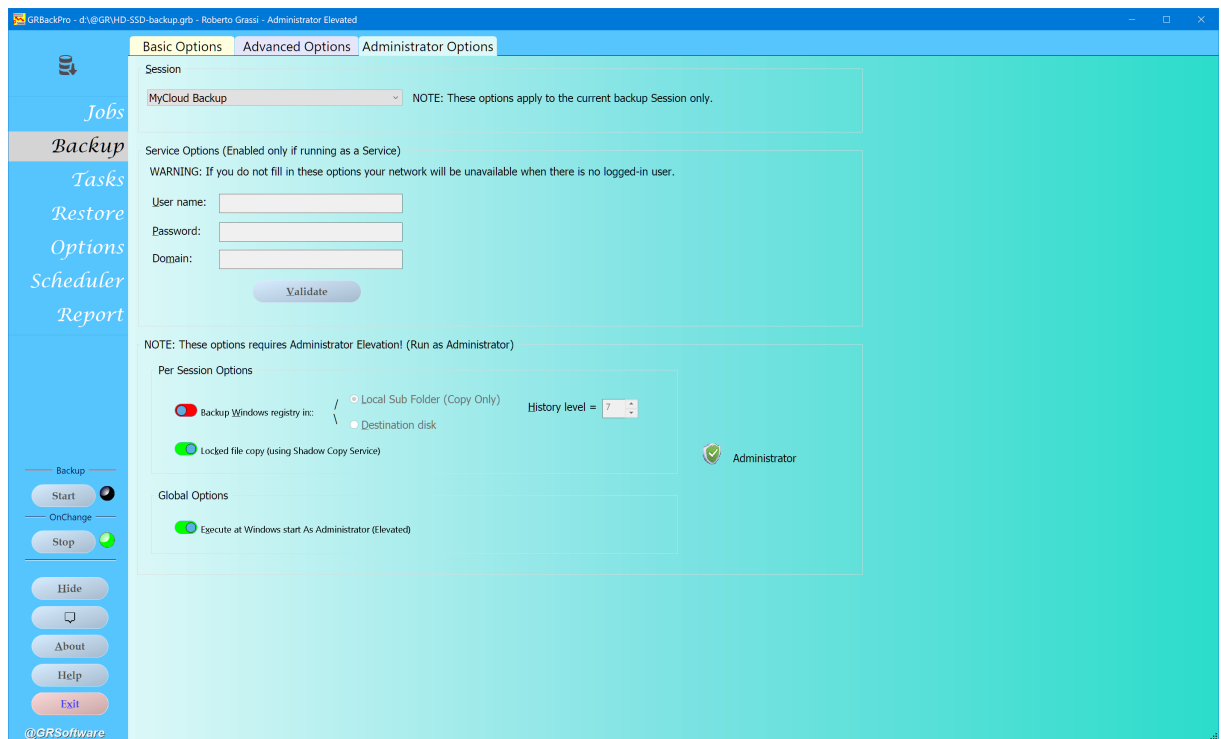 GRBackPro - d:\@GR\HD-SSD-backup.grb - Roberto Grassi - Administrator Elevated
Basic Options
Advanced Options
Administrator Options
Jobs
Backup
Tasks
Restore
Options
Scheduler
Report
Session
MyCloud Backup
NOTE: These options apply to the current backup Session only.
Service Options (Enabled only if running as a Service)
WARNING: If you do not fill in these options your network will be unavailable when there is no logged-in user.
User name:
Password:
Domain:
Validate
NOTE: These options requires Administrator Elevation! (Run as Administrator)
Per Session Options
Backup Windows registry in::
/
\
Local Sub Folder (Copy Only)
Destination disk
History level =
7
Locked file copy (using Shadow Copy Service)
Administrator
Global Options
Execute at Windows start As Administrator (Elevated)
Backup
Start
OnChange
Stop
Hide
About
Help
Exit
@GRSoftware